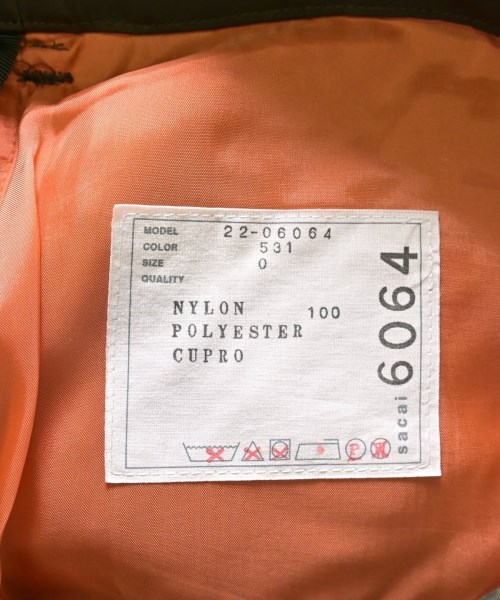 MODEL 22-06064
COLOR 531
SIZE 0
QUALITY
NYLON 100
POLYESTER
CUPRO
P W
sacai 6064